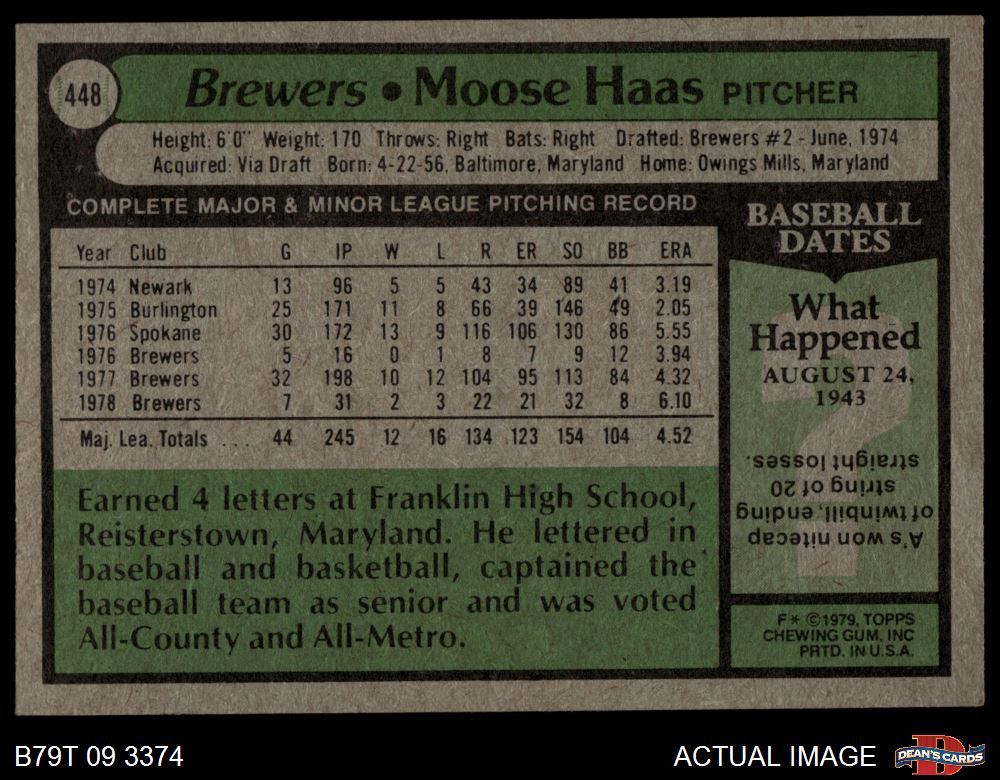 448
Brewers • Moose Haas PITCHER
Height: 6'0" Weight: 170 Throws: Right Bats: Right Drafted: Brewers #2 - June, 1974
Acquired: Via Draft Born: 4-22-56, Baltimore, Maryland Home: Owings Mills, Maryland
COMPLETE MAJOR & MINOR LEAGUE PITCHING RECORD
Year Club G IP W L R ER SO BB ERA
1974 Newark 13 96 5 5 43 34 89 41 3.19
1975 Burlington 25 171 11 8 66 39 146 49 2.05
1976 Spokane 30 172 13 9 116 106 130 86 5.55
1976 Brewers 5 16 0 1 8 7 9 12 3.94
1977 Brewers 32 198 10 12 104 95 113 84 4.32
1978 Brewers 7 31 2 3 22 21 32 8 6.10
Maj. Lea. Totals ... 44 245 12 16 134 123 154 104 4.52
Earned 4 letters at Franklin High School,
Reisterstown, Maryland. He lettered in
baseball and basketball, captained the
baseball team as senior and was voted
All-County and All-Metro.
BASEBALL
DATES
What
Happened
AUGUST 24,
1943
A's won nitecap
of twinbill, ending
string of 20
straight losses.
F* ©1979, TOPPS
CHEWING GUM, INC
PRTD. IN U.S.A.
B79T 09 3374
ACTUAL IMAGE
D
DEAN'S CARDS